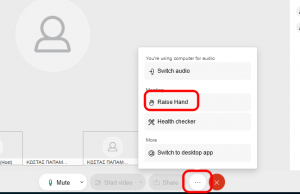 You're using computer for audio
Switch audio
Raise Hand
Health checker
More
Switch to desktop app
(Host)
ΚΩΣΤΑΣ ΠΑΠΑΜ...
ΚΩΣΤΑΣ ΠΑΠΑΜ...
Mute
Start video
Share